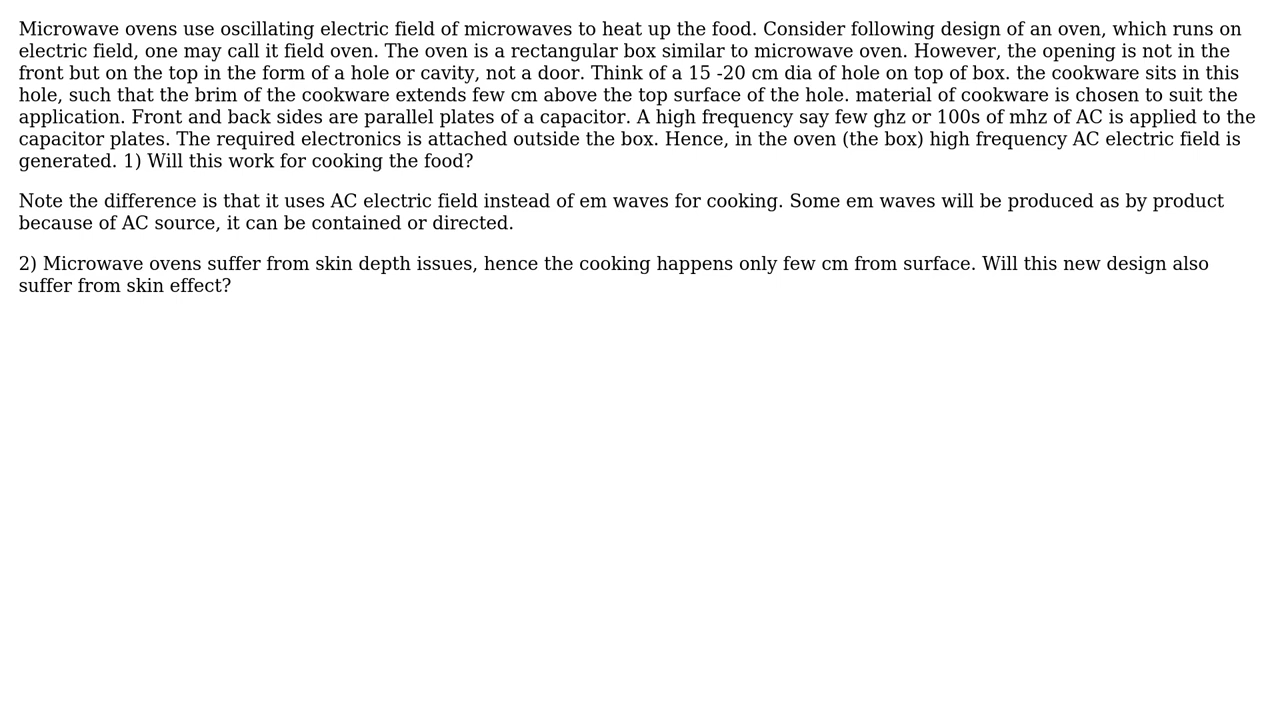 Microwave ovens use oscillating electric field of microwaves to heat up the food. Consider following design of an oven, which runs on
electric field, one may call it field oven. The oven is a rectangular box similar to microwave oven. However, the opening is not in the
front but on the top in the form of a hole or cavity, not a door. Think of a 15 -20 cm dia of hole on top of box. the cookware sits in this
hole, such that the brim of the cookware extends few cm above the top surface of the hole. material of cookware is chosen to suit the
application. Front and back sides are parallel plates of a capacitor. A high frequency say few ghz or 100s of mhz of AC is applied to the
capacitor plates. The required electronics is attached outside the box. Hence, in the oven (the box) high frequency AC electric field is
generated. 1) Will this work for cooking the food?
Note the difference is that it uses AC electric field instead of em waves for cooking. Some em waves will be produced as by product
because of AC source, it can be contained or directed.
2) Microwave ovens suffer from skin depth issues, hence the cooking happens only few cm from surface. Will this new design also
suffer from skin effect?